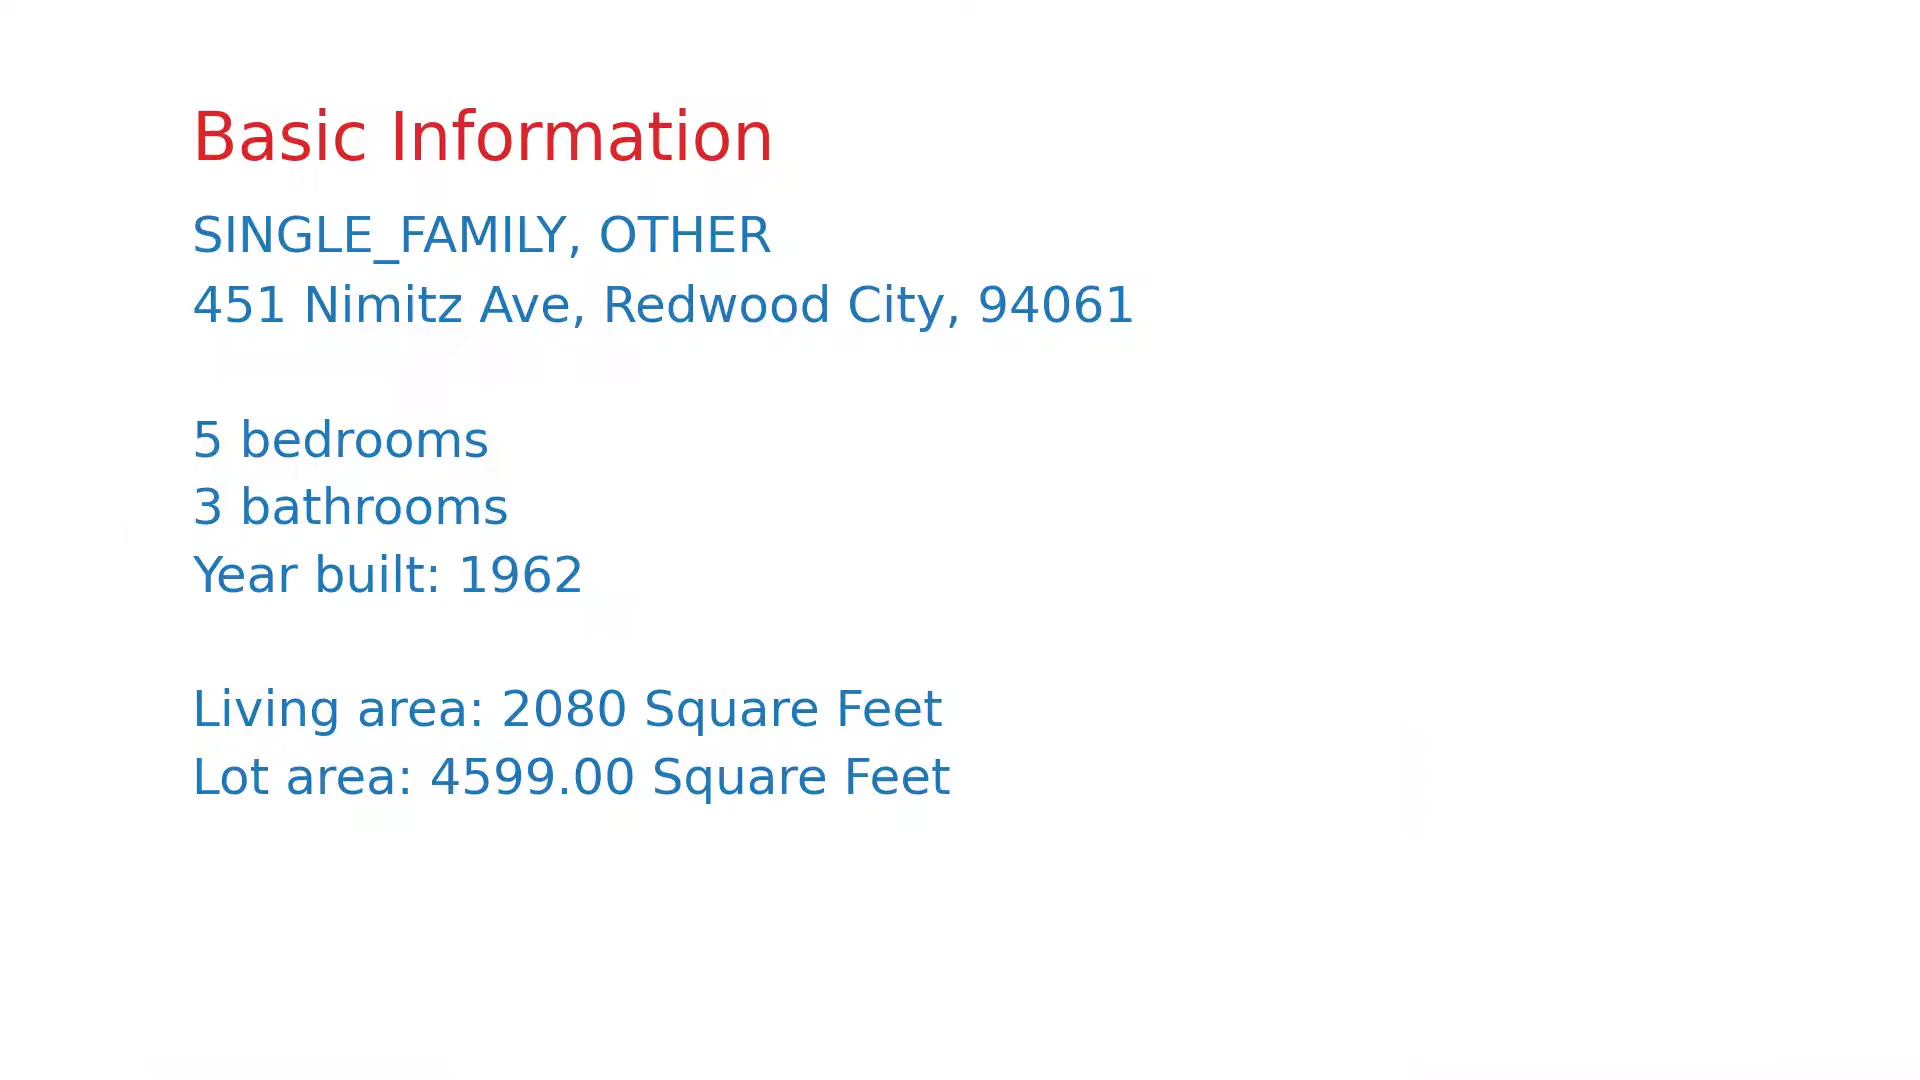 Basic Information
SINGLE_FAMILY, OTHER
451 Nimitz Ave, Redwood City, 94061
5 bedrooms
3 bathrooms
Year built: 1962
Living area: 2080 Square Feet
Lot area: 4599.00 Square Feet